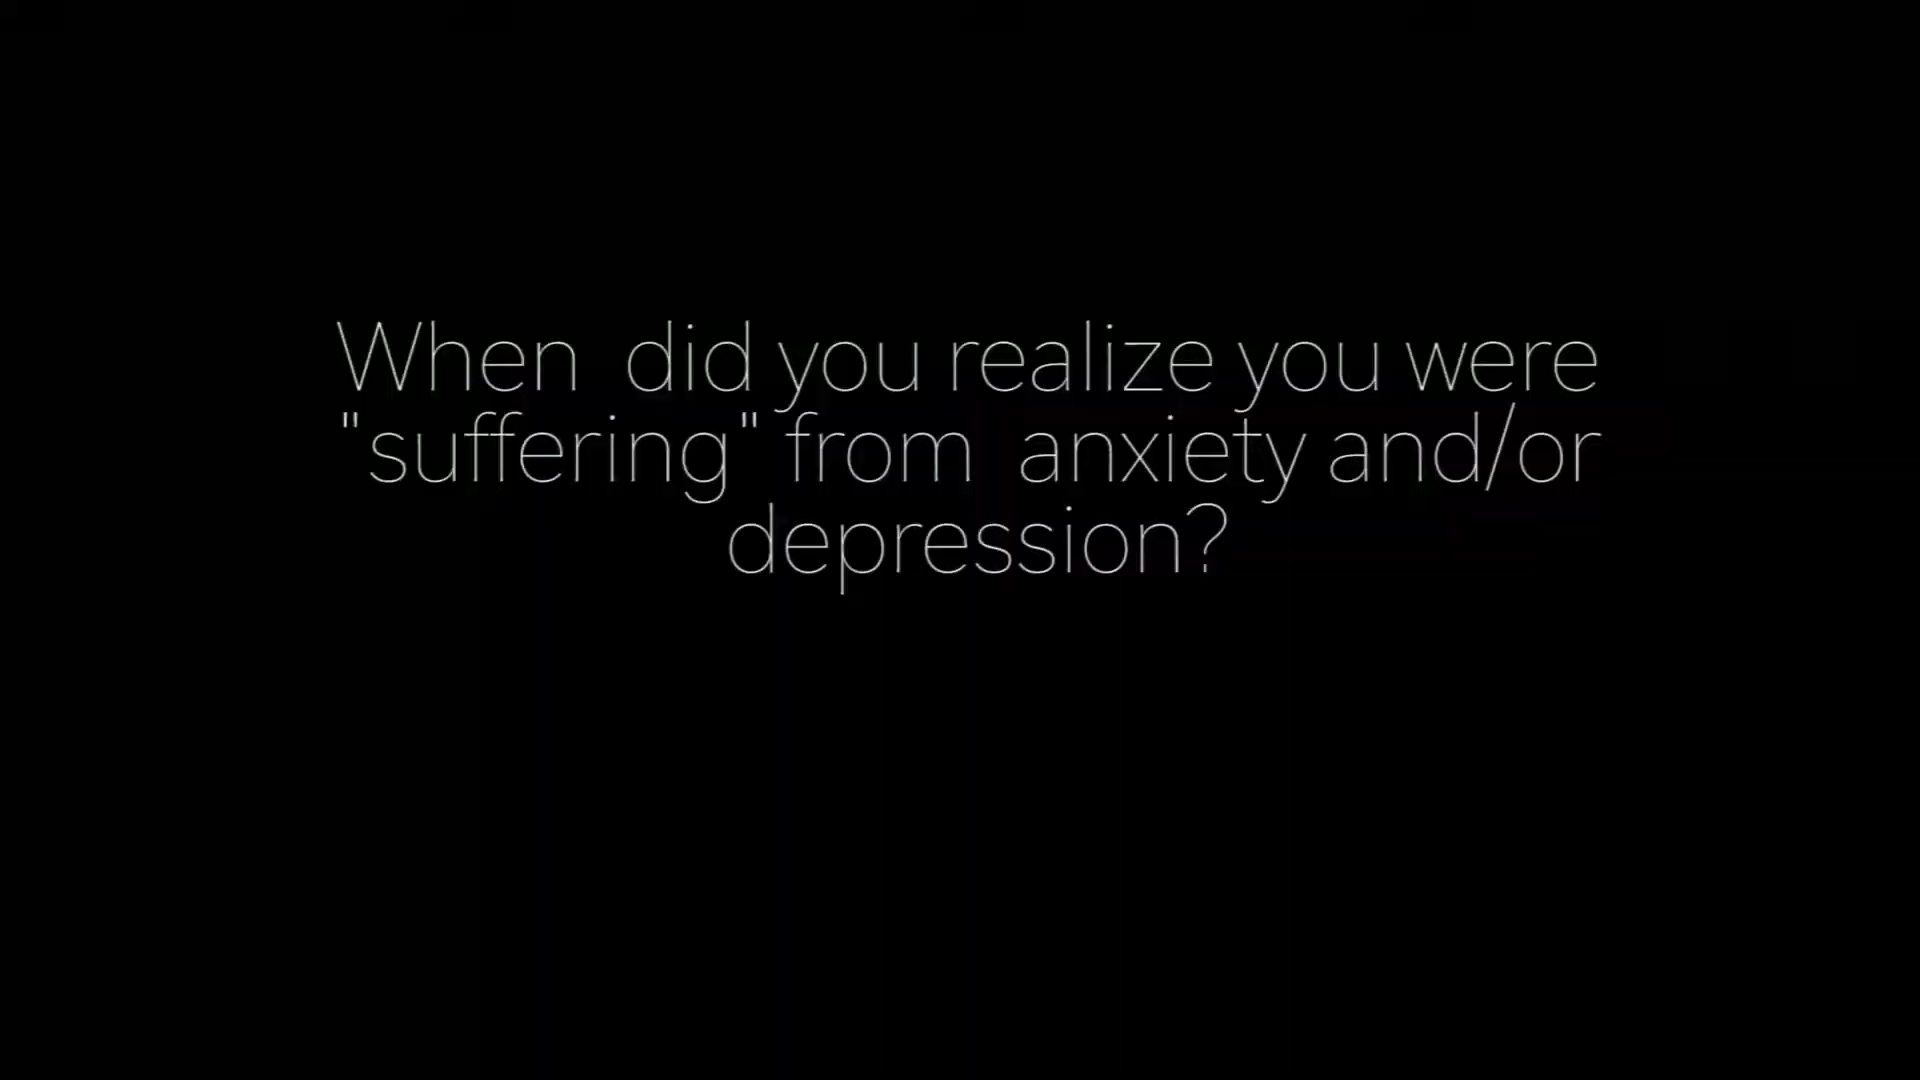 When did you realize you were
"suffering" from anxiety and/or
depression?